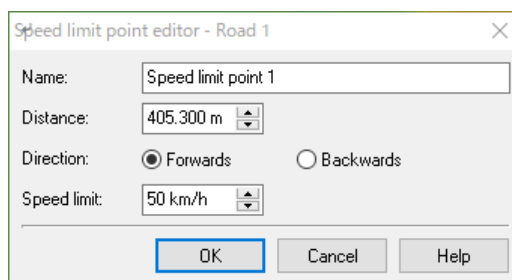 Speed limit point editor - Road 1
Name: Speed limit point 1
Distance: 405.300 m
Direction: Forwards Backwards
Speed limit: 50 km/h
OK Cancel Help